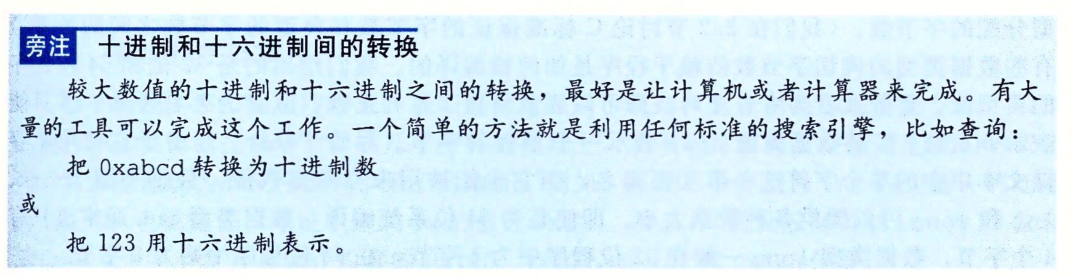 旁注 十进制和十六进制间的转换
较大数值的十进制和十六进制之间的转换，最好是让计算机或者计算器来完成。有大
量的工具可以完成这个工作。一个简单的方法就是利用任何标准的搜索引擎，比如查询：
把 0xabcd 转换为十进制数
或
把 123 用十六进制表示。